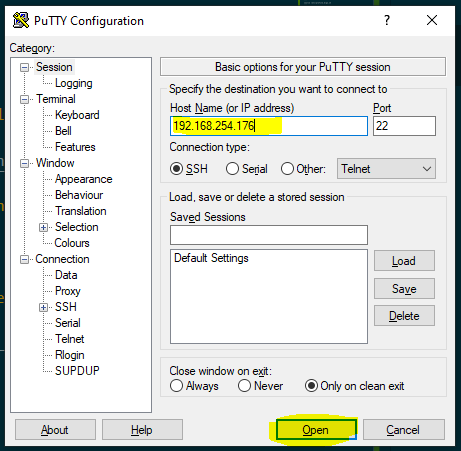 PuTTY Configuration
?
Category:
Session
Logging
Terminal
Keyboard
Bell
Features
Window
Appearance
Behaviour
Translation
Selection
Colours
Connection
Data
Proxy
SSH
Serial
Telnet
Rlogin
SUPDUP
Basic options for your PuTTY session
Specify the destination you want to connect to
Host Name (or IP address) Port
192.168.254.176 22
Connection type:
SSH Serial Other: Telnet
Load, save or delete a stored session
Saved Sessions
Default Settings
Load
Save
Delete
Close window on exit:
Always Never Only on clean exit
About Help Open Cancel